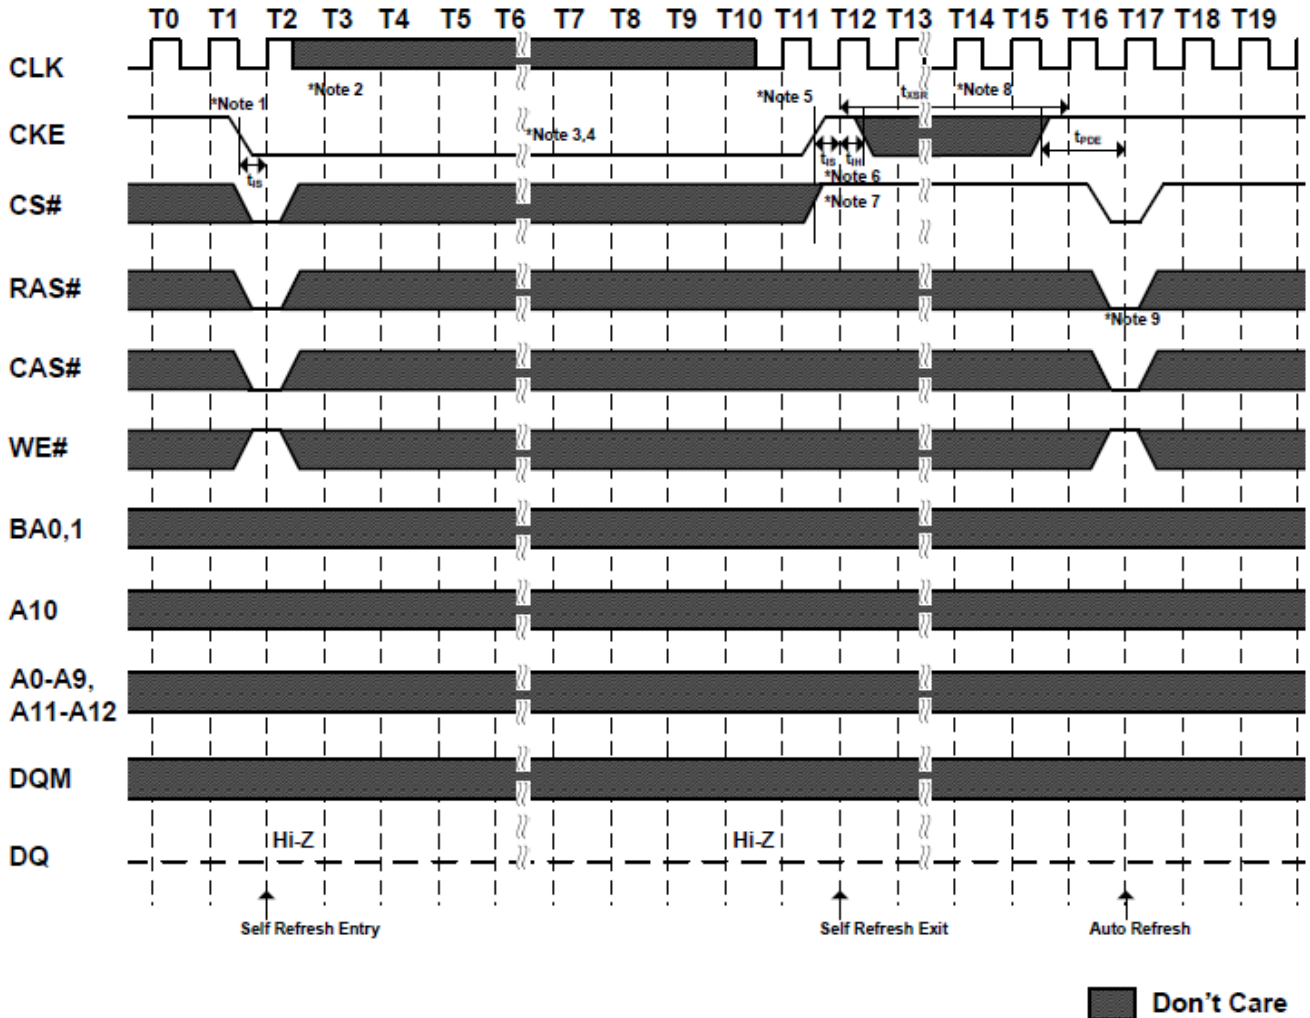 T0 T1 T2 T3 T4 T5 T6 T7 T8 T9 T10 T11 T12 T13 T14 T15 T16 T17 T18 T19
CLK
*Note 1
*Note 2
*Note 5
tXSR
*Note 8
CKE
*Note 3,4
tPDE
tIS
tIS
tIH
*Note 6
CS#
*Note 7
RAS#
*Note 9
CAS#
WE#
BA0,1
A10
A0-A9,
A11-A12
DQM
Hi-Z
Hi-Z
DQ
Self Refresh Entry
Self Refresh Exit
Auto Refresh
Don't Care